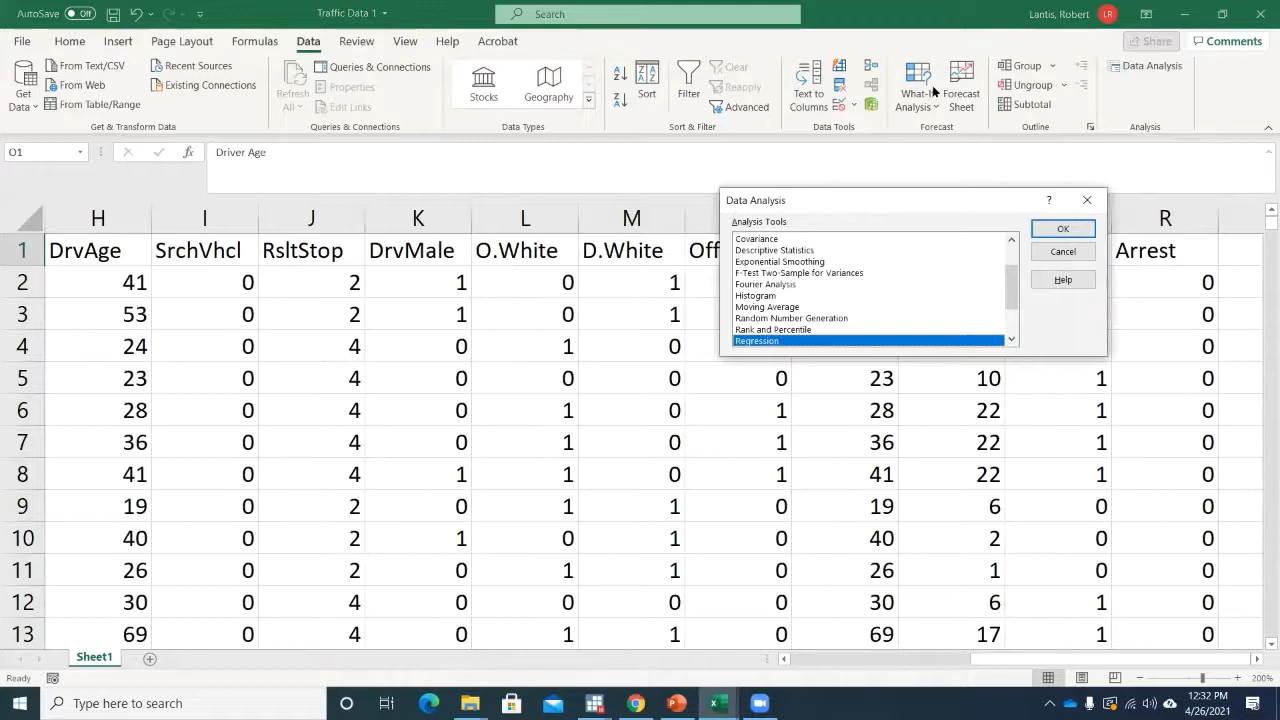 AutoSave Off Traffic Data 1 Search Lantis, Robert LR
File Home Insert Page Layout Formulas Data Review View Help Acrobat Share Comments
Get Data
From Text/CSV
From Web
From Table/Range
Recent Sources
Existing Connections
Get & Transform Data
Refresh All
Queries & Connections
Properties
Edit Links
Queries & Connections
Stocks
Geography
Data Types
Sort
Filter
Clear
Reapply
Advanced
Sort & Filter
Text to Columns
Data Tools
What-If Analysis
Forecast Sheet
Forecast
Group
Ungroup
Subtotal
Outline
Data Analysis
Analysis
O1 fx Driver Age
Data Analysis ?
Analysis Tools
Covariance
Descriptive Statistics
Exponential Smoothing
F-Test Two-Sample for Variances
Fourier Analysis
Histogram
Moving Average
Random Number Generation
Rank and Percentile
Regression
OK
Cancel
Help
H I J K L M R
1 DrvAge SrchVhcl RsltStop DrvMale O.White D.White Off Arrest
2 41 0 2 1 0 1 0
3 53 0 2 1 0 1 0
4 24 0 4 0 1 0 0
5 23 0 4 0 0 0 0 23 10 1 0
6 28 0 4 0 1 0 1 28 22 1 0
7 36 0 4 0 1 0 1 36 22 1 0
8 41 0 4 1 1 0 1 41 22 1 0
9 19 0 2 0 1 1 0 19 6 0 0
10 40 0 2 1 0 1 0 40 2 0 0
11 26 0 2 0 1 1 0 26 1 0 0
12 30 0 4 0 0 0 0 30 6 1 0
13 69 0 4 0 1 1 0 69 17 1 0
Sheet1
Ready 200%
Type here to search
12:32 PM
4/26/2021